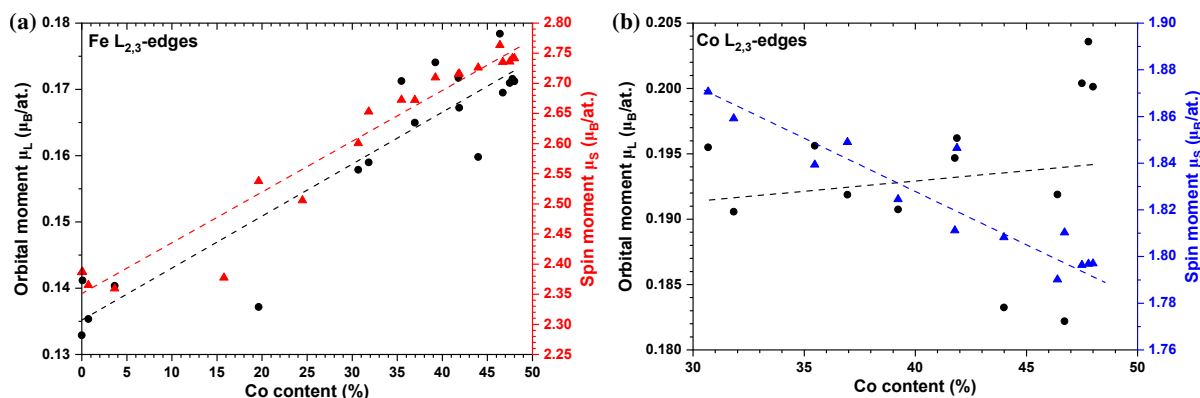 (a)
Fe L2,3-edges
Orbital moment μL (μB/at.)
0.18
0.17
0.16
0.15
0.14
0.13
2.80
2.75
2.70
2.65
2.60
2.55
2.50
2.45
2.40
2.35
2.30
2.25
Spin moment μS (μB/at.)
0 5 10 15 20 25 30 35 40 45 50
Co content (%)
(b)
Co L2,3-edges
Orbital moment μL (μB/at.)
0.205
0.200
0.195
0.190
0.185
0.180
1.90
1.88
1.86
1.84
1.82
1.80
1.78
1.76
Spin moment μS (μB/at.)
30 35 40 45 50
Co content (%)